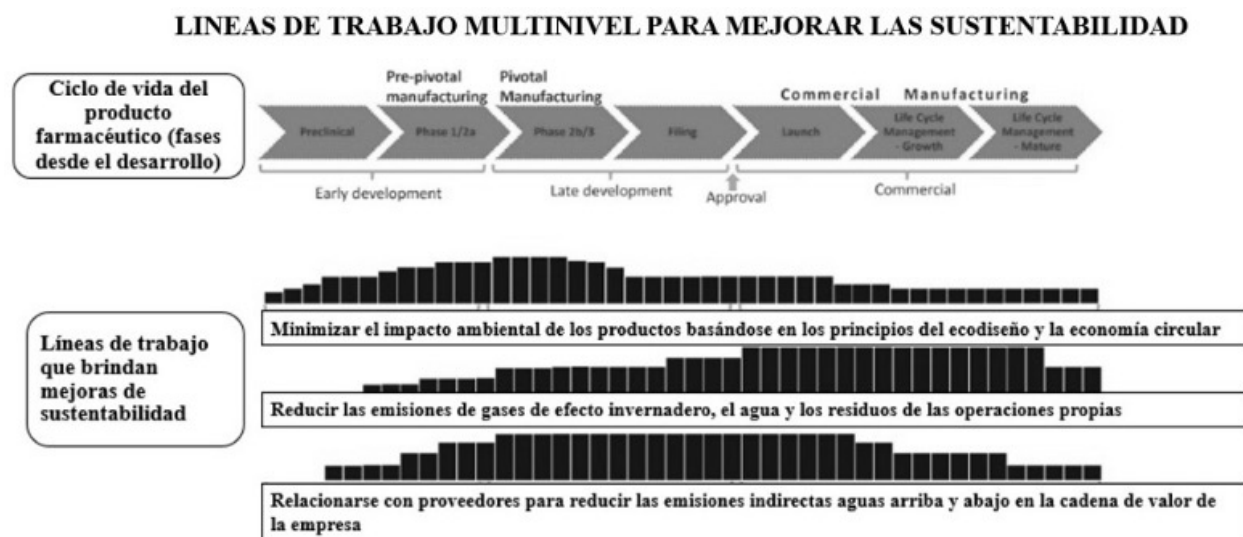 LINEAS DE TRABAJO MULTINIVEL PARA MEJORAR LAS SUSTENTABILIDAD
Ciclo de vida del
producto
farmacéutico (fases
desde el desarrollo)
Pre-pivotal
manufacturing
Pivotal
Manufacturing
Commercial Manufacturing
Preclinical
Phase 1/2a
Phase 2b/3
Filing
Launch
Life Cycle
Management
- Growth
Life Cycle
Management
- Mature
Early development
Late development
Approval
Commercial
Líneas de trabajo
que brindan
mejoras de
sustentabilidad
Minimizar el impacto ambiental de los productos basándose en los principios del ecodiseño y la economía circular
Reducir las emisiones de gases de efecto invernadero, el agua y los residuos de las operaciones propias
Relacionarse con proveedores para reducir las emisiones indirectas aguas arriba y abajo en la cadena de valor de
la empresa